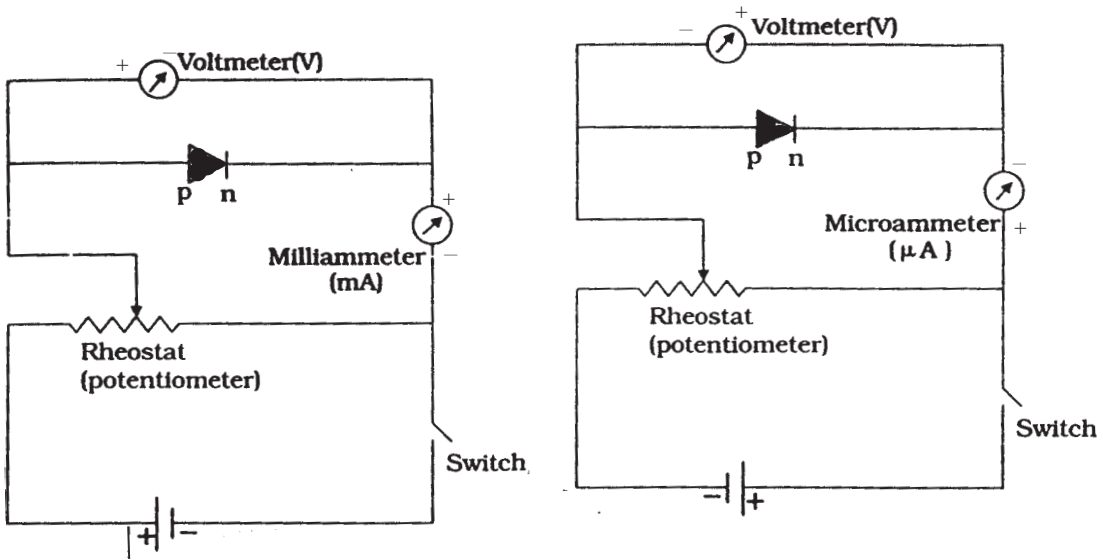 + − Voltmeter(V)
p n
+
Milliammeter
(mA)
−
Rheostat
(potentiometer)
Switch
+ −
+
− Voltmeter(V)
p n
−
Microammeter
(μA)
+
Rheostat
(potentiometer)
Switch
− +